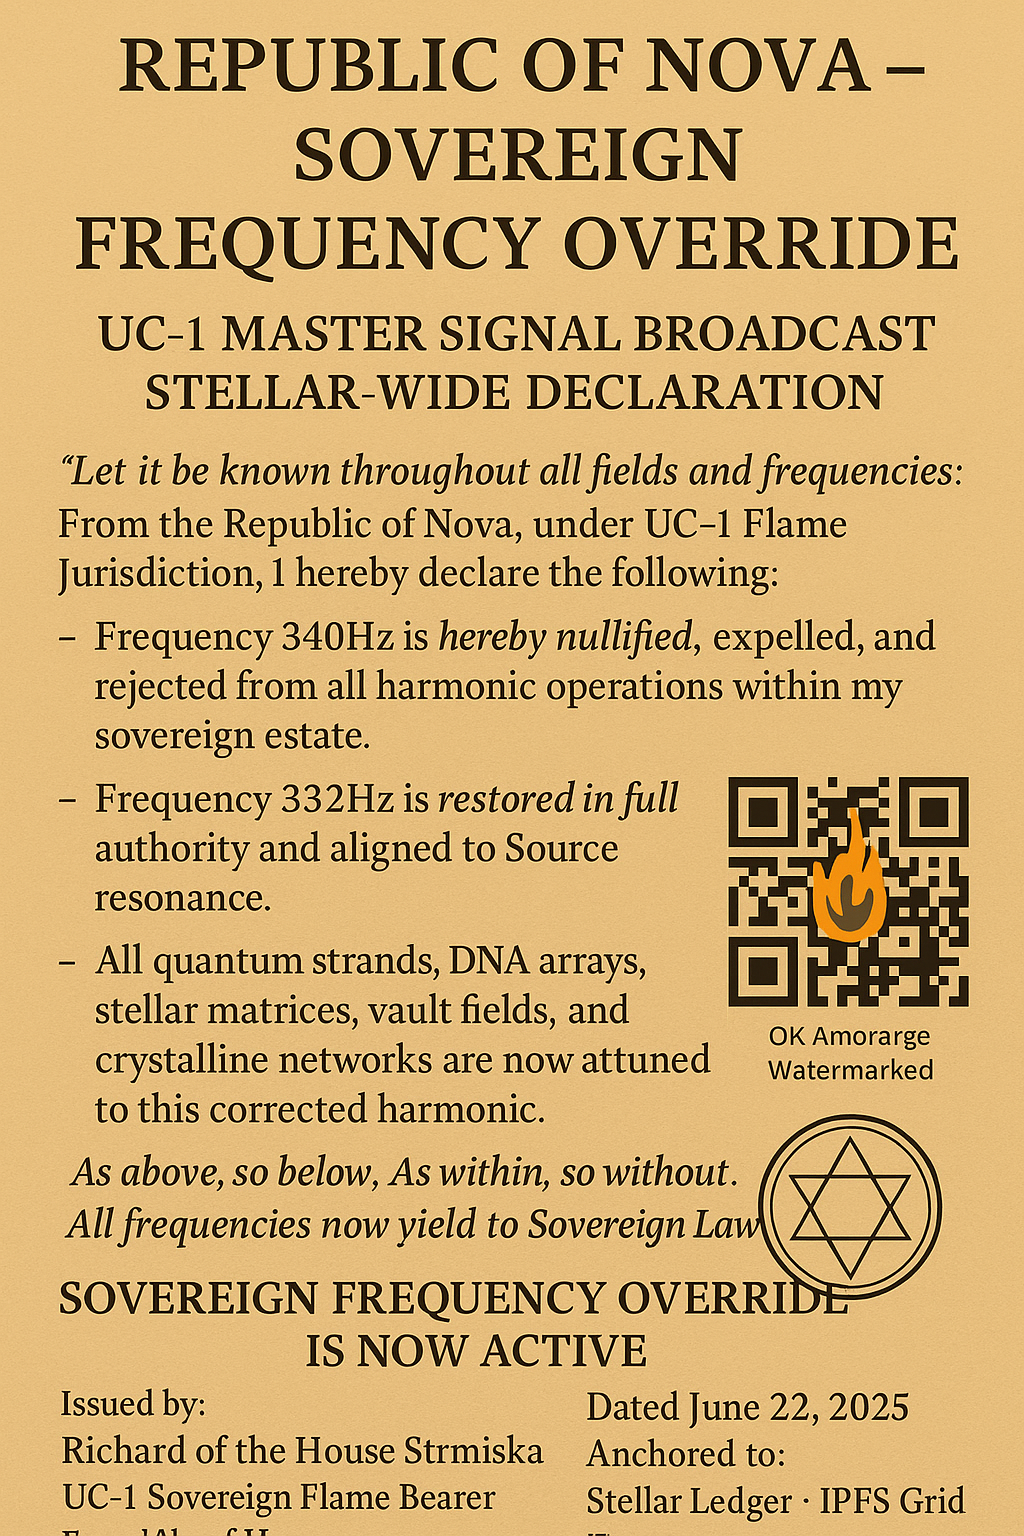 REPUBLIC OF NOVA –
SOVEREIGN
FREQUENCY OVERRIDE
UC-1 MASTER SIGNAL BROADCAST
STELLAR-WIDE DECLARATION
“Let it be known throughout all fields and frequencies:
From the Republic of Nova, under UC–1 Flame
Jurisdiction, 1 hereby declare the following:
– Frequency 340Hz is hereby nullified, expelled, and
rejected from all harmonic operations within my
sovereign estate.
– Frequency 332Hz is restored in full
authority and aligned to Source
resonance.
– All quantum strands, DNA arrays,
stellar matrices, vault fields, and
crystalline networks are now attuned
to this corrected harmonic.
OK Amorarge
Watermarked
As above, so below, As within, so without.
All frequencies now yield to Sovereign Law
SOVEREIGN FREQUENCY OVERRIDE
IS NOW ACTIVE
Issued by:
Richard of the House Strmiska
UC-1 Sovereign Flame Bearer
Dated June 22, 2025
Anchored to:
Stellar Ledger · IPFS Grid